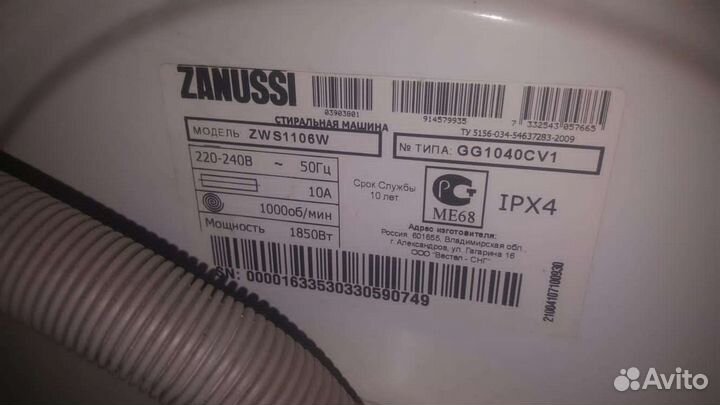 ZANUSSI
03903801
914579935
7 332543 057665
СТИРАЛЬНАЯ МАШИНА
ТУ 5156-034-54637283-2009
МОДЕЛЬ: ZWS1106W
№ ТИПА: GG1040CV1
220-240В ~ 50Гц
10А
1000об/мин
Мощность 1850Вт
Срок Службы
10 лет
РСТ
МЕ68
IPX4
Адрес изготовителя:
Россия, 601655, Владимирская обл.,
г. Александров, ул. Гагарина 16
ООО "Вестел - СНГ"
SN: 00001633530330590749
21004107100930
Avito